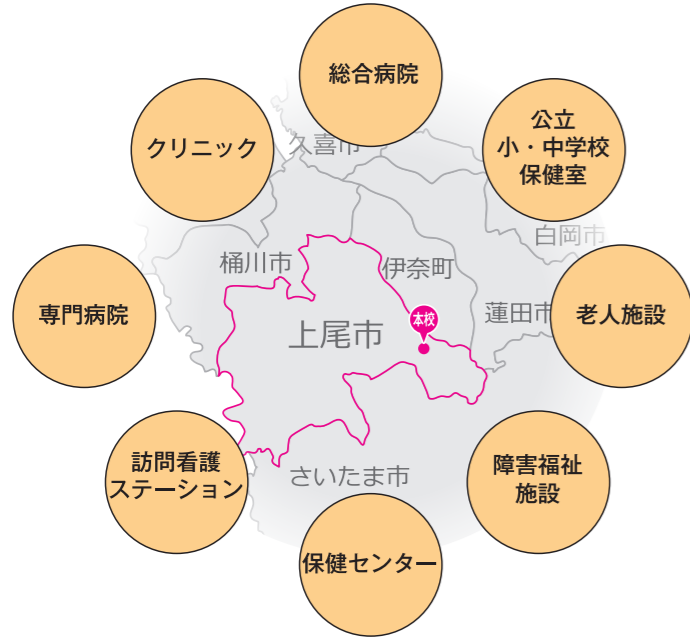 総合病院
クリニック
公立
小・中学校
保健室
久喜市
白岡市
桶川市
伊奈町
専門病院
蓮田市
老人施設
本校
上尾市
訪問看護
ステーション
さいたま市
障害福祉
施設
保健センター